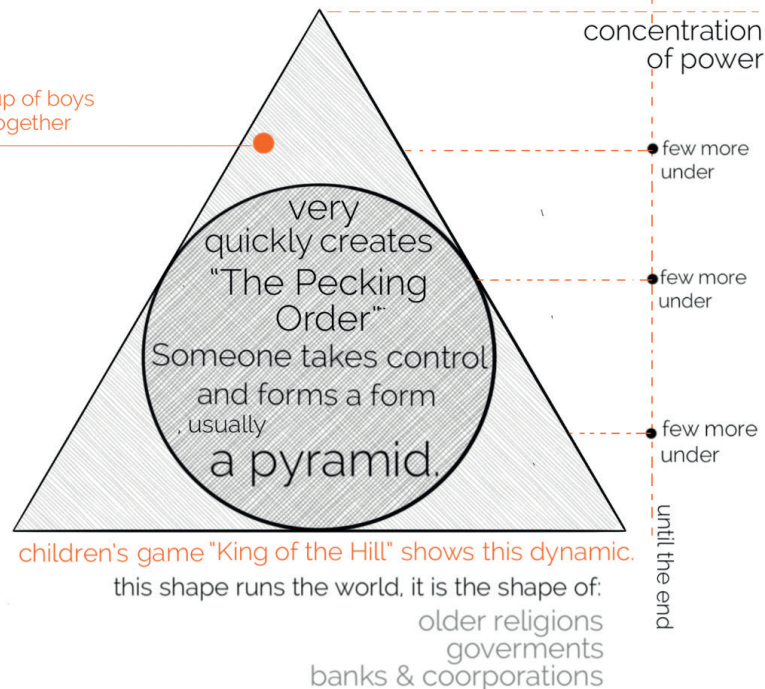 concentration
of power
up of boys
together
few more
under
very
quickly creates
"The Pecking
Order"
Someone takes control
and forms a form
, usually
a pyramid.
few more
under
few more
under
until the end
children's game "King of the Hill" shows this dynamic.
this shape runs the world, it is the shape of:
older religions
goverments
banks & coorporations